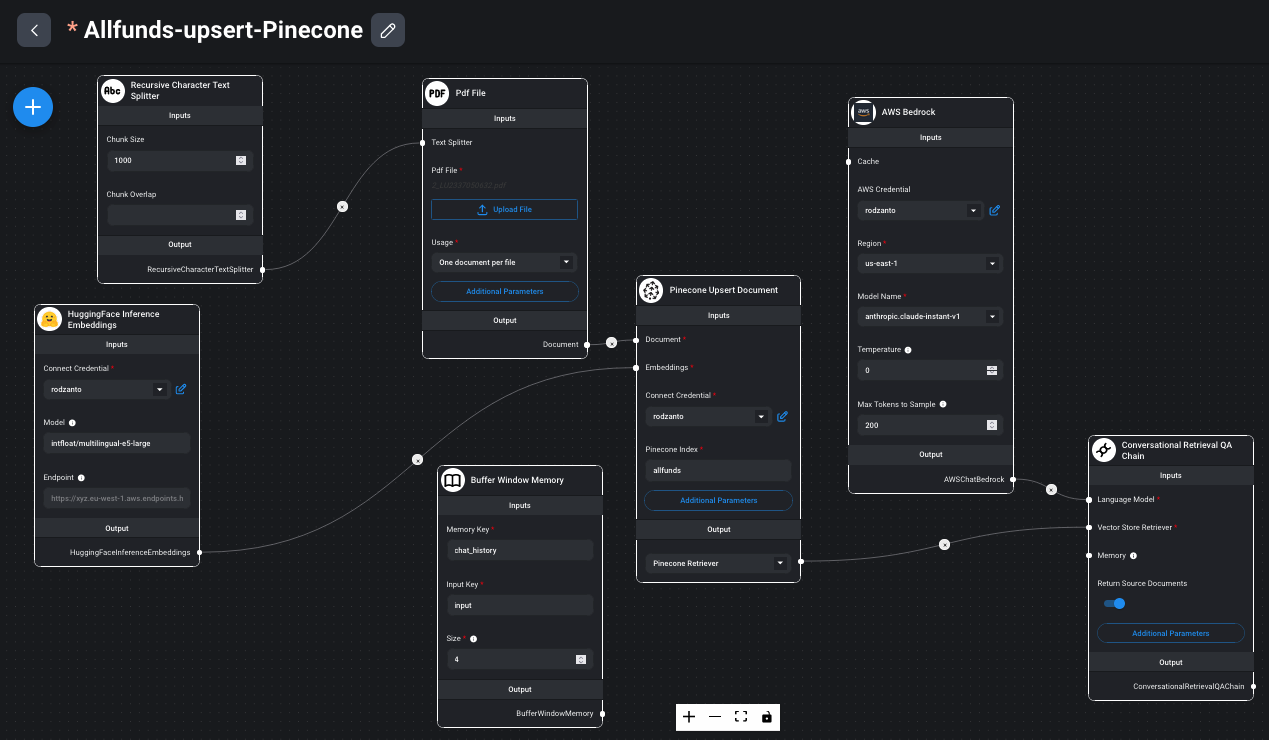 * Allfunds-upsert-Pinecone
Abc
Recursive Character Text
Splitter
Inputs
Chunk Size
1000
Chunk Overlap
Output
RecursiveCharacterTextSplitter
HuggingFace Inference
Embeddings
Inputs
Connect Credential *
rodzanto
Model
intfloat/multilingual-e5-large
Endpoint
https://xyz.eu-west-1.aws.endpoints.h
Output
HuggingFaceInferenceEmbeddings
PDF
Pdf File
Inputs
Text Splitter
Pdf File *
Upload File
Usage *
One document per file
Additional Parameters
Output
Document
Buffer Window Memory
Inputs
Memory Key *
chat_history
Input Key *
input
Size *
4
Output
BufferWindowMemory
Pinecone Upsert Document
Inputs
Document *
Embeddings *
Connect Credential *
rodzanto
Pinecone Index *
allfunds
Additional Parameters
Output
Pinecone Retriever
aws
AWS Bedrock
Inputs
Cache
AWS Credential
rodzanto
Region *
us-east-1
Model Name *
anthropic.claude-instant-v1
Temperature
0
Max Tokens to Sample
200
Output
AWSChatBedrock
Conversational Retrieval QA
Chain
Inputs
Language Model *
Vector Store Retriever *
Memory
Return Source Documents
Additional Parameters
Output
ConversationalRetrievalQAChain